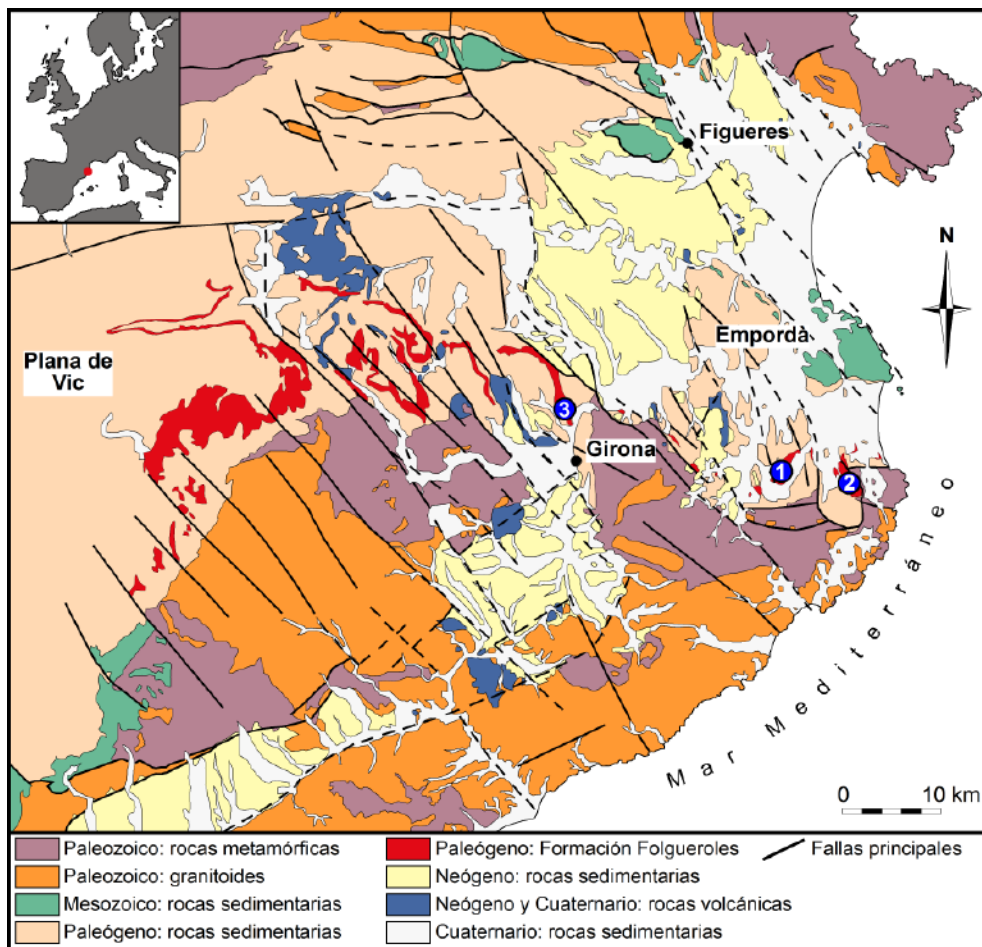 Figueres
N
Empordà
Plana de
Vic
3
Girona
1
2
Mar Mediterráneo
0 10 km
Paleozoico: rocas metamórficas
Paleozoico: granitoides
Mesozoico: rocas sedimentarias
Paleógeno: rocas sedimentarias
Paleógeno: Formación Folgueroles
Neógeno: rocas sedimentarias
Neógeno y Cuaternario: rocas volcánicas
Cuaternario: rocas sedimentarias
Fallas principales